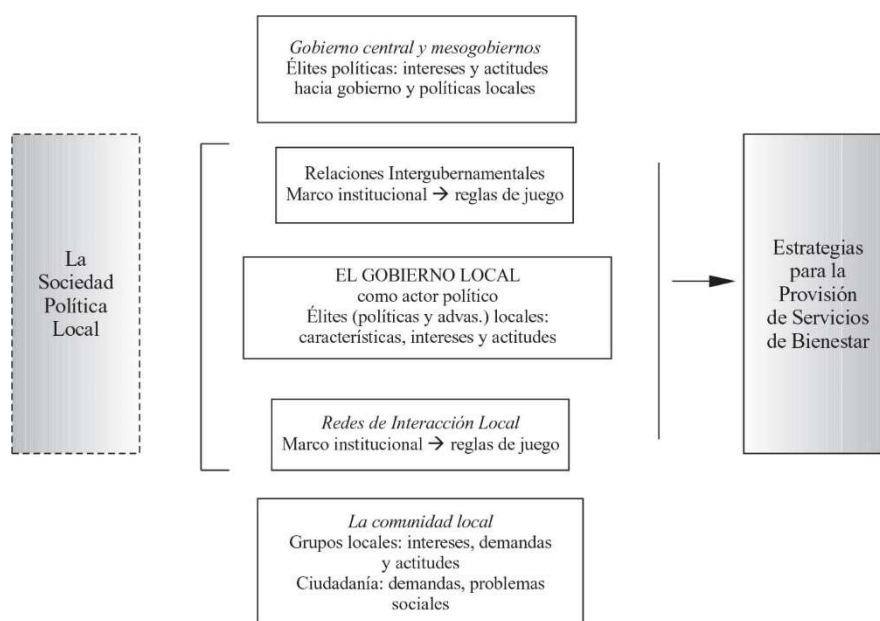 Gobierno central y mesogobiernos
Élites políticas: intereses y actitudes
hacia gobierno y políticas locales
La
Sociedad
Política
Local
Relaciones Intergubernamentales
Marco institucional → reglas de juego
EL GOBIERNO LOCAL
como actor político
Élites (políticas y advas.) locales:
características, intereses y actitudes
Redes de Interacción Local
Marco institucional → reglas de juego
La comunidad local
Grupos locales: intereses, demandas
y actitudes
Ciudadanía: demandas, problemas
sociales
Estrategias
para la
Provisión
de Servicios
de Bienestar